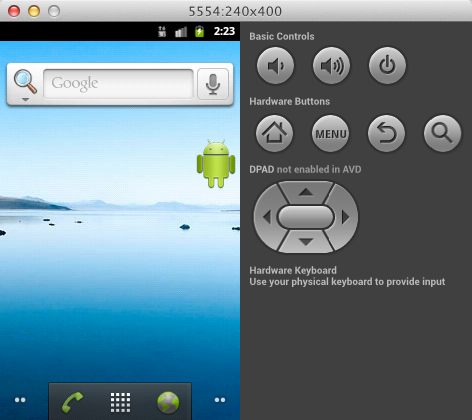 5554:240x400
2:23
Google
Basic Controls
Hardware Buttons
MENU
DPAD not enabled in AVD
Hardware Keyboard
Use your physical keyboard to provide input